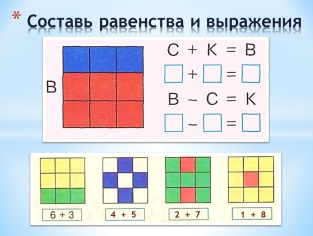 * Составь равенства и выражения
С + К = В
В
□ + □ = □
В - С = К
□ - □ = □
6 + 3
4 + 5
2 + 7
1 + 8